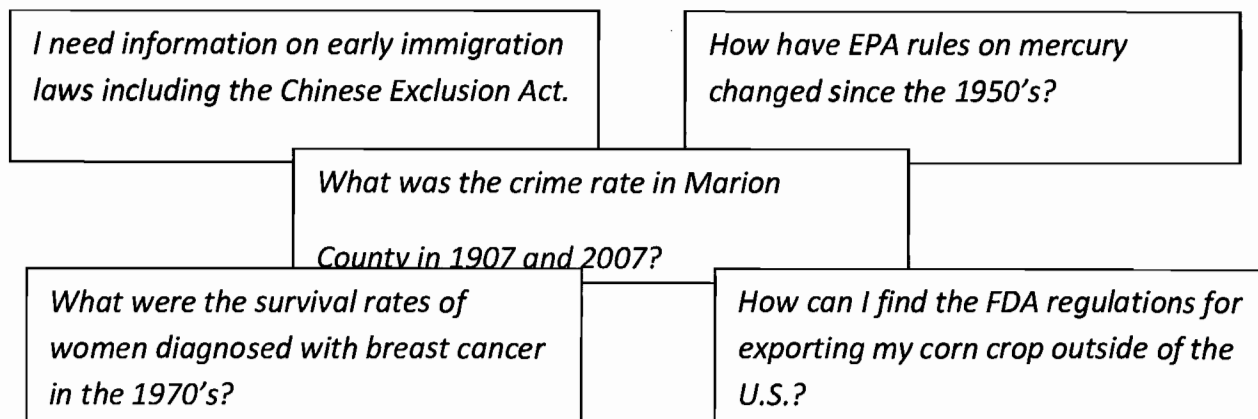 I need information on early immigration
laws including the Chinese Exclusion Act.
How have EPA rules on mercury
changed since the 1950's?
What was the crime rate in Marion
County in 1907 and 2007?
What were the survival rates of
women diagnosed with breast cancer
in the 1970's?
How can I find the FDA regulations for
exporting my corn crop outside of the
U.S.?